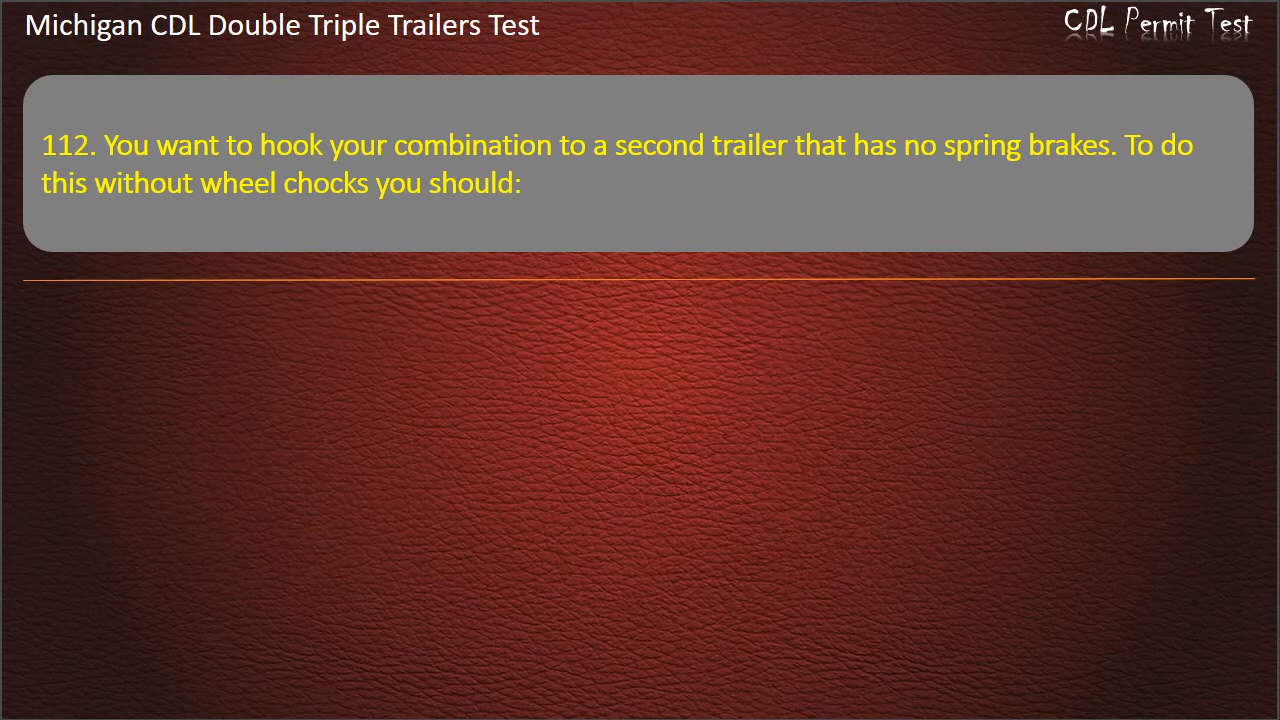 Michigan CDL Double Triple Trailers Test
CDL Permit Test
112. You want to hook your combination to a second trailer that has no spring brakes. To do
this without wheel chocks you should: